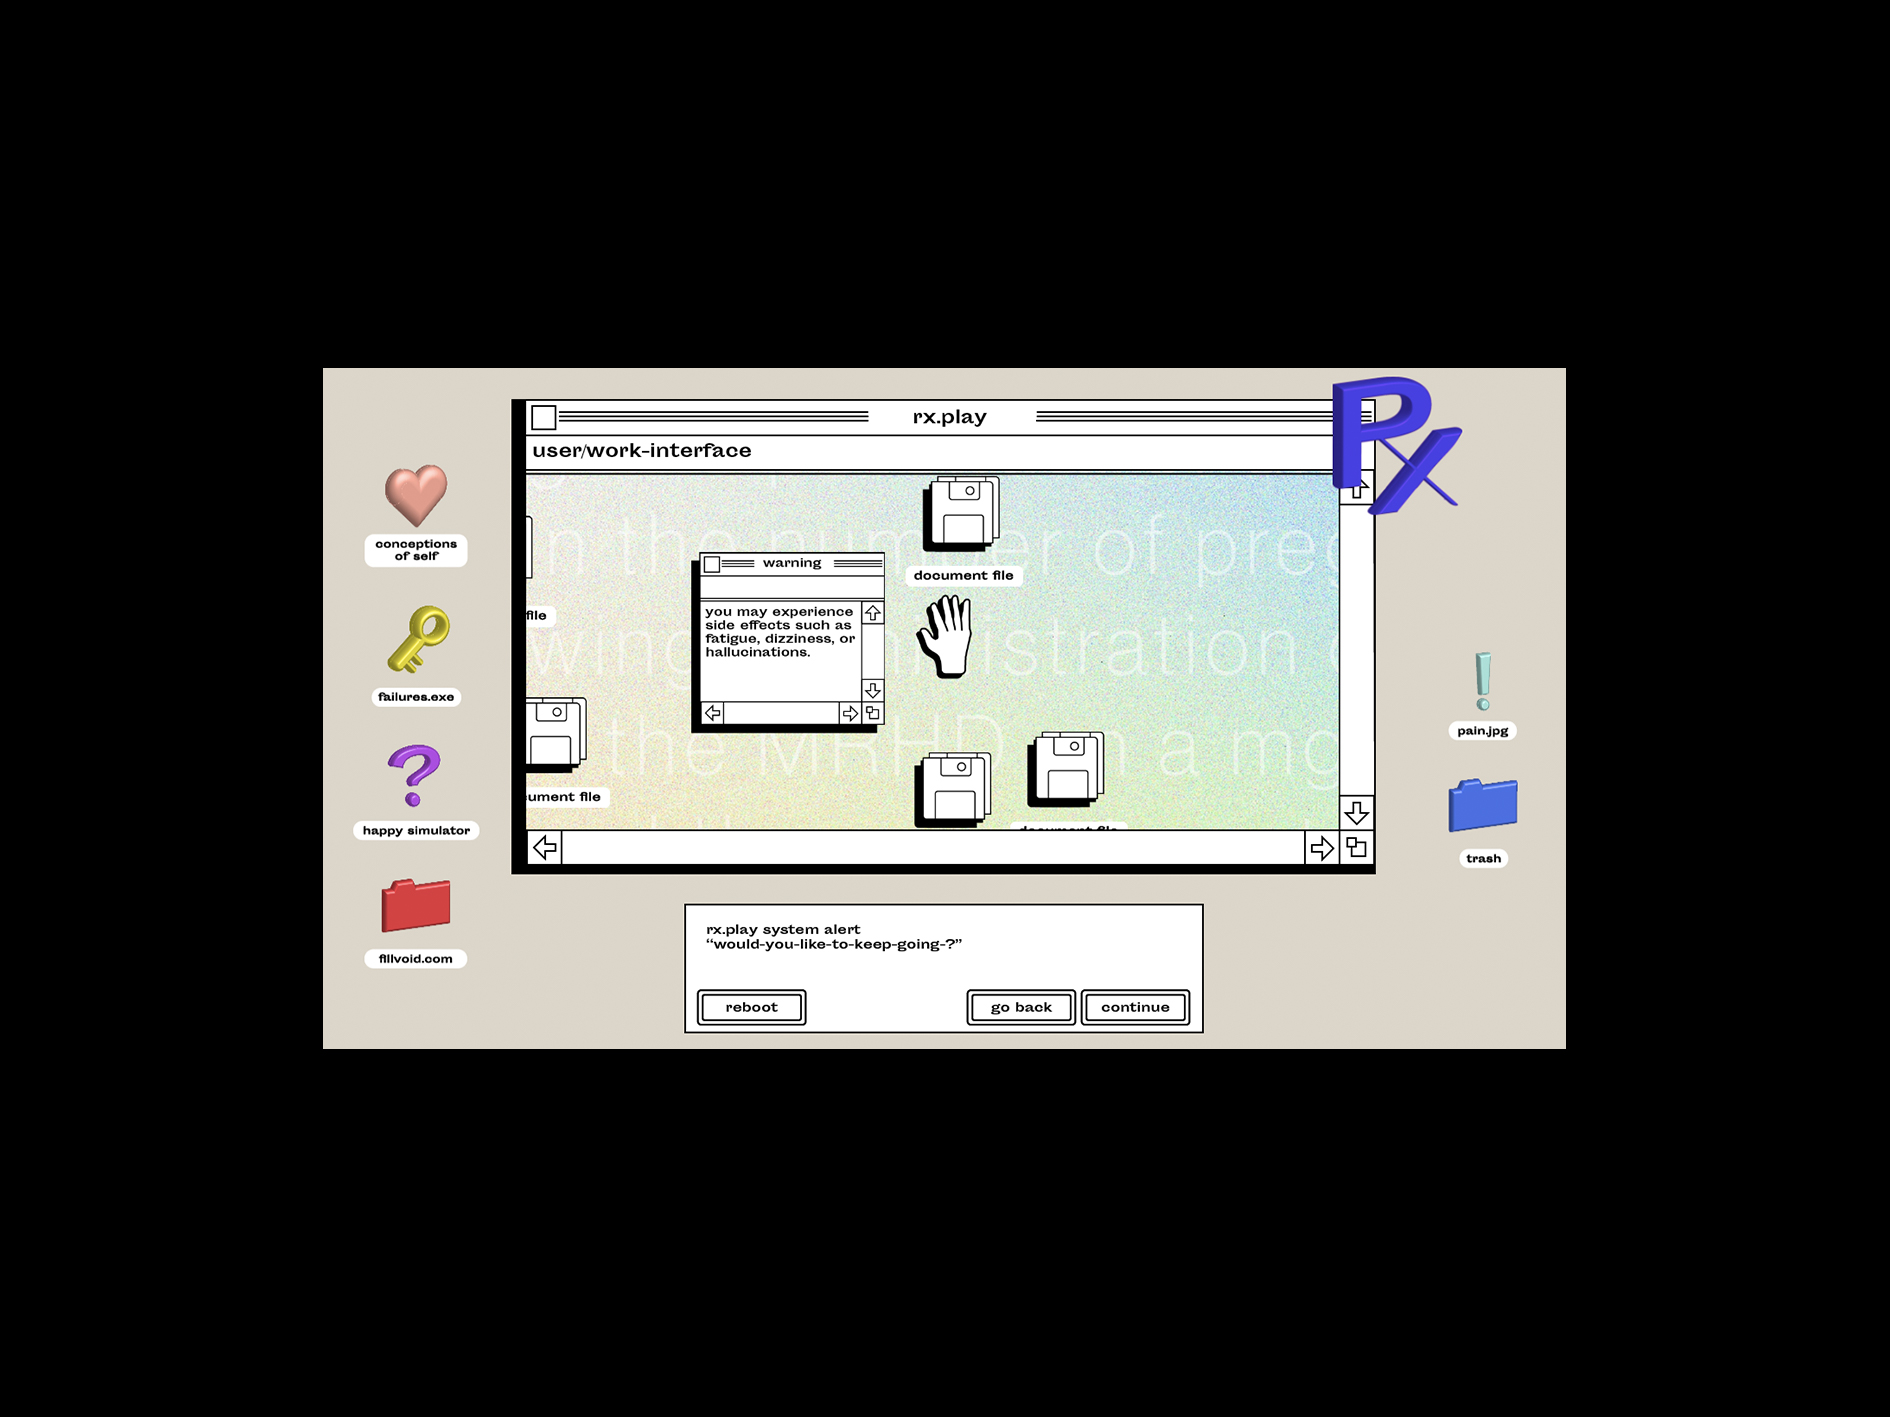 rx.play
user/work-interface
in the number of preg
document file
warning
you may experience
side effects such as
fatigue, dizziness, or
hallucinations.
file
wing administration
the MRHD on a mg
ument file
document file
conceptions
of self
failures.exe
happy simulator
fillvoid.com
Rx
pain.jpg
trash
rx.play system alert
“would-you-like-to-keep-going-?”
reboot
go back
continue